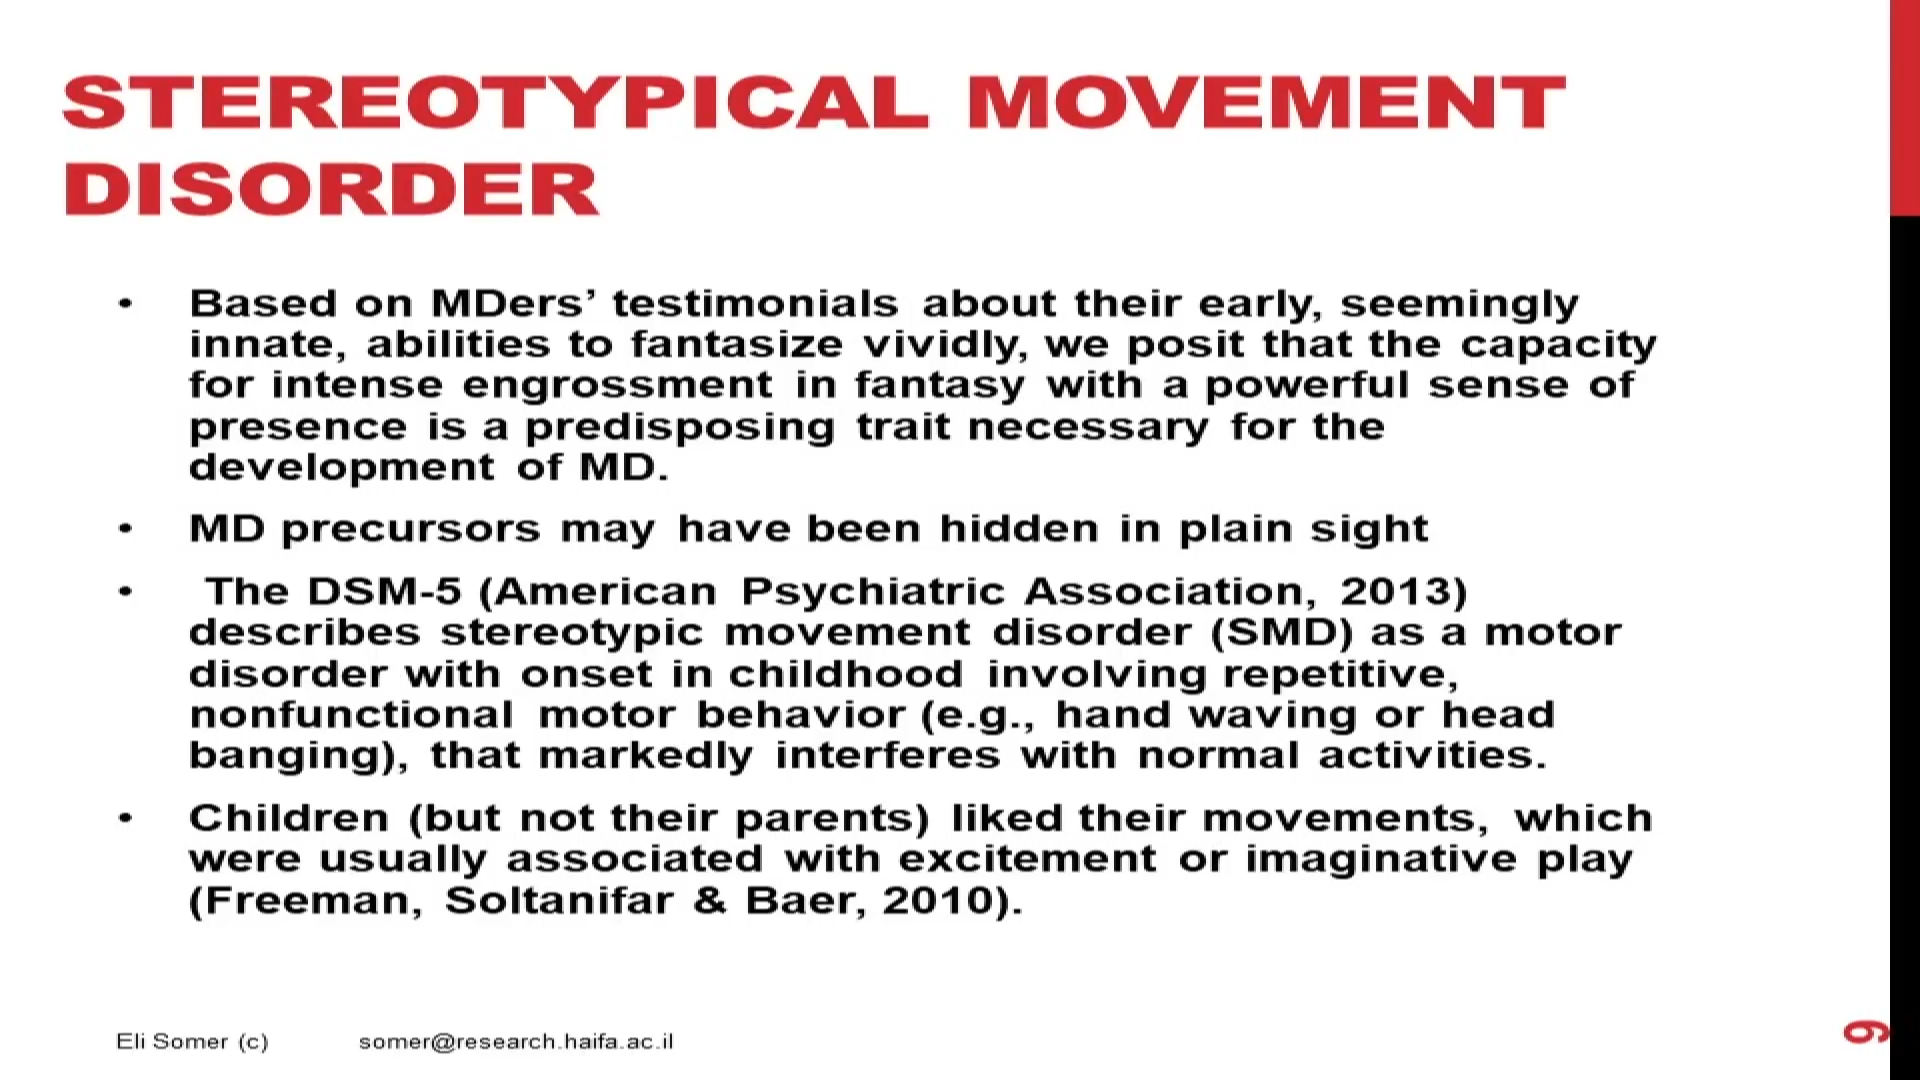 STEREOTYPICAL MOVEMENT
DISORDER
• Based on MDers’ testimonials about their early, seemingly
innate, abilities to fantasize vividly, we posit that the capacity
for intense engrossment in fantasy with a powerful sense of
presence is a predisposing trait necessary for the
development of MD.
• MD precursors may have been hidden in plain sight
• The DSM-5 (American Psychiatric Association, 2013)
describes stereotypic movement disorder (SMD) as a motor
disorder with onset in childhood involving repetitive,
nonfunctional motor behavior (e.g., hand waving or head
banging), that markedly interferes with normal activities.
• Children (but not their parents) liked their movements, which
were usually associated with excitement or imaginative play
(Freeman, Soltanifar & Baer, 2010).
Eli Somer (c) somer@research.haifa.ac.il